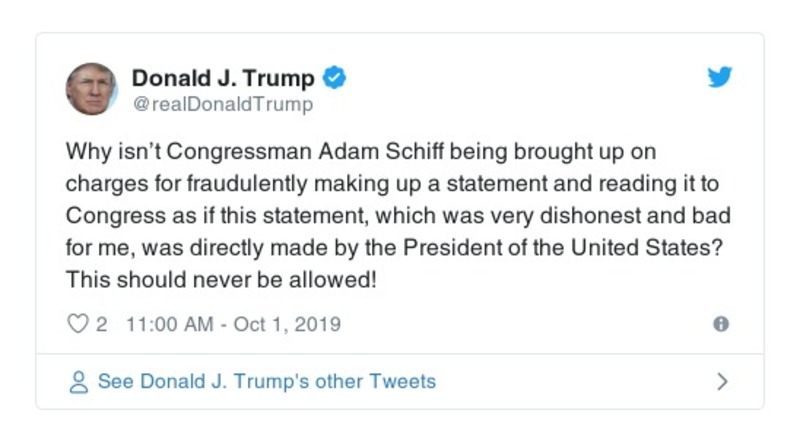 Donald J. Trump
@realDonaldTrump
Why isn’t Congressman Adam Schiff being brought up on
charges for fraudulently making up a statement and reading it to
Congress as if this statement, which was very dishonest and bad
for me, was directly made by the President of the United States?
This should never be allowed!
2 11:00 AM - Oct 1, 2019
See Donald J. Trump's other Tweets